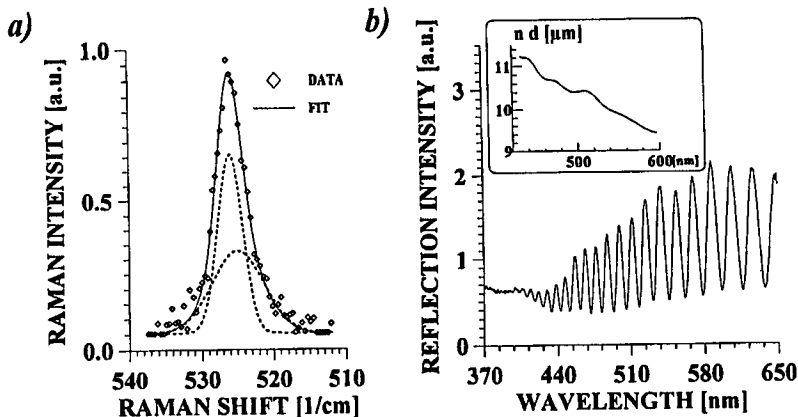 a)
RAMAN INTENSITY [a.u.]
1.0
0.5
0.0
DATA
FIT
540 530 520 510
RAMAN SHIFT [1/cm]
b)
REFLECTION INTENSITY [a.u.]
3
2
1
0
n d [μm]
11
10
9
500 600 [nm]
370 440 510 580 650
WAVELENGTH [nm]